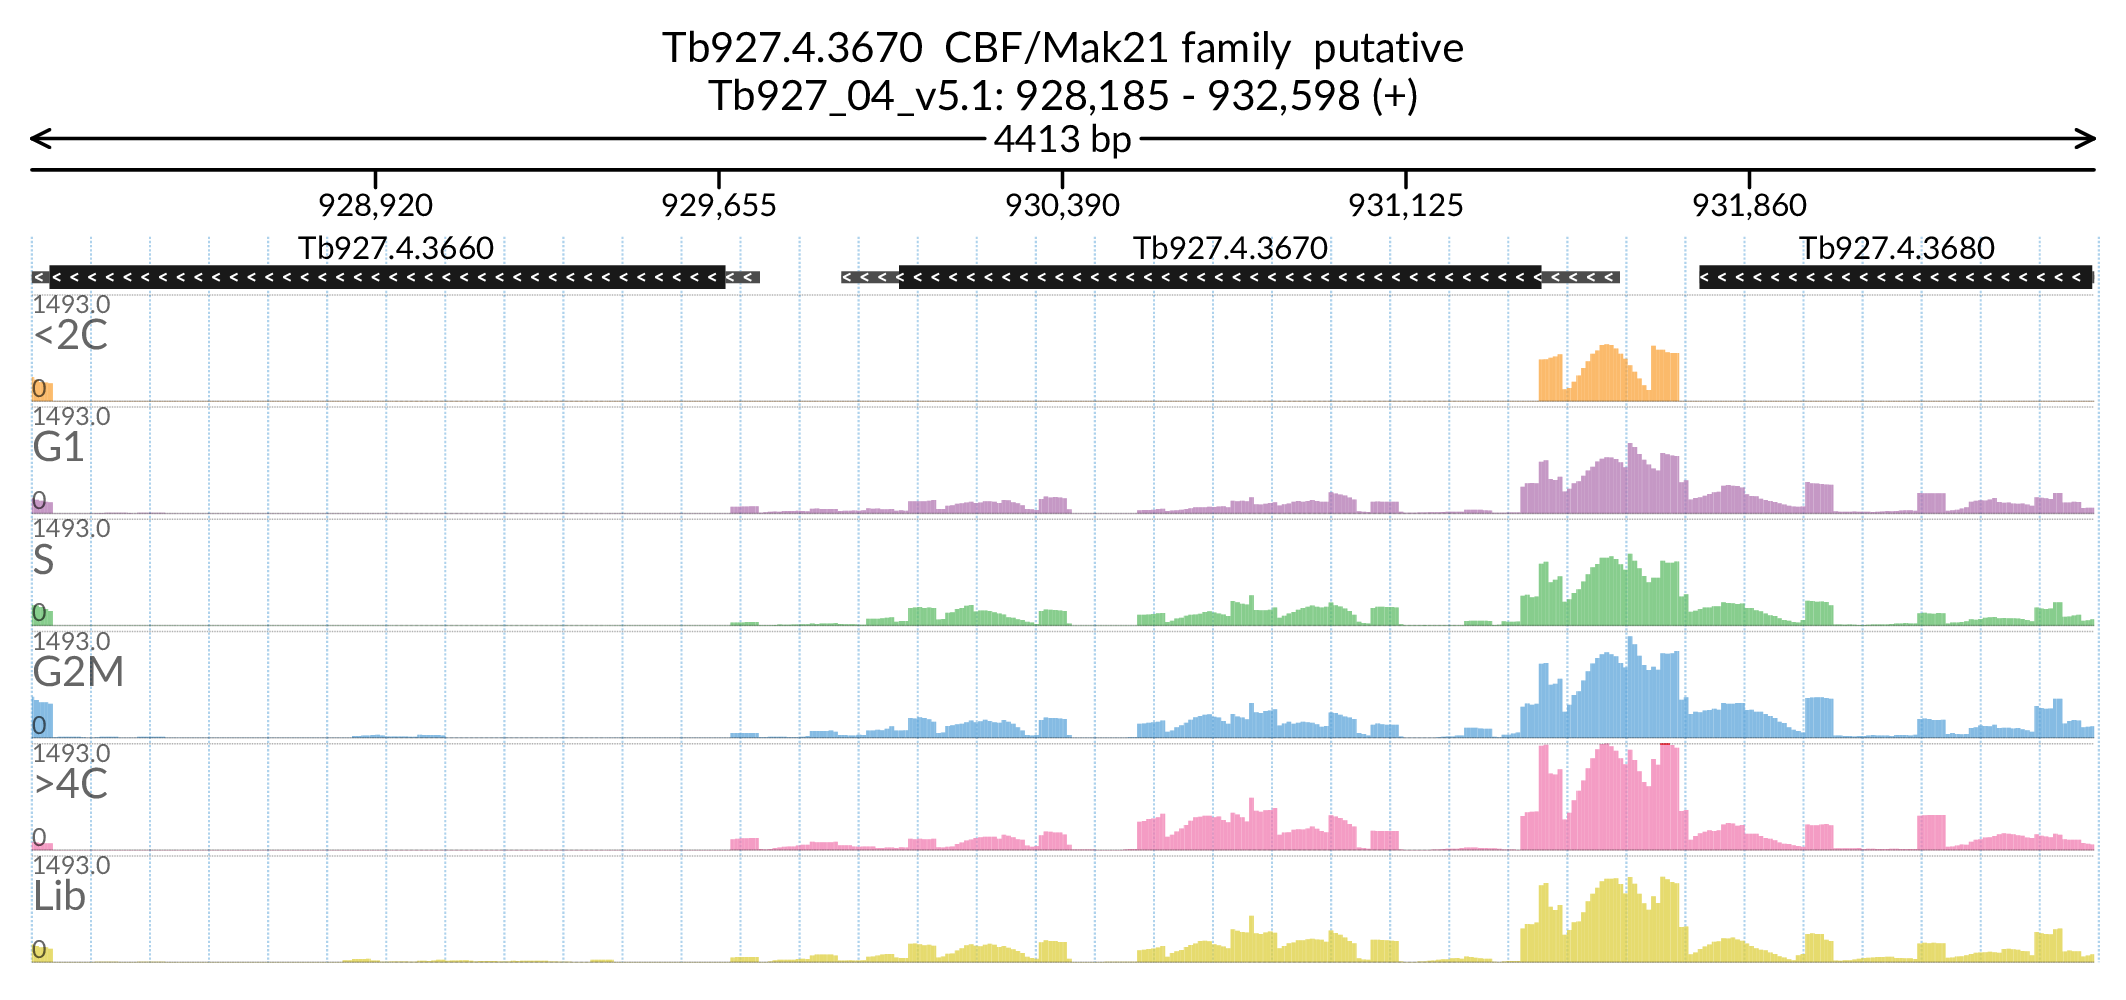 Tb927.4.3670 CBF/Mak21 family putative
Tb927_04_v5.1: 928,185 - 932,598 (+)
4413 bp
928,920 929,655 930,390 931,125 931,860
Tb927.4.3660 Tb927.4.3670 Tb927.4.3680
1493.0
<2C
0
1493.0
G1
0
1493.0
S
0
1493.0
G2M
0
1493.0
>4C
0
1493.0
Lib
0